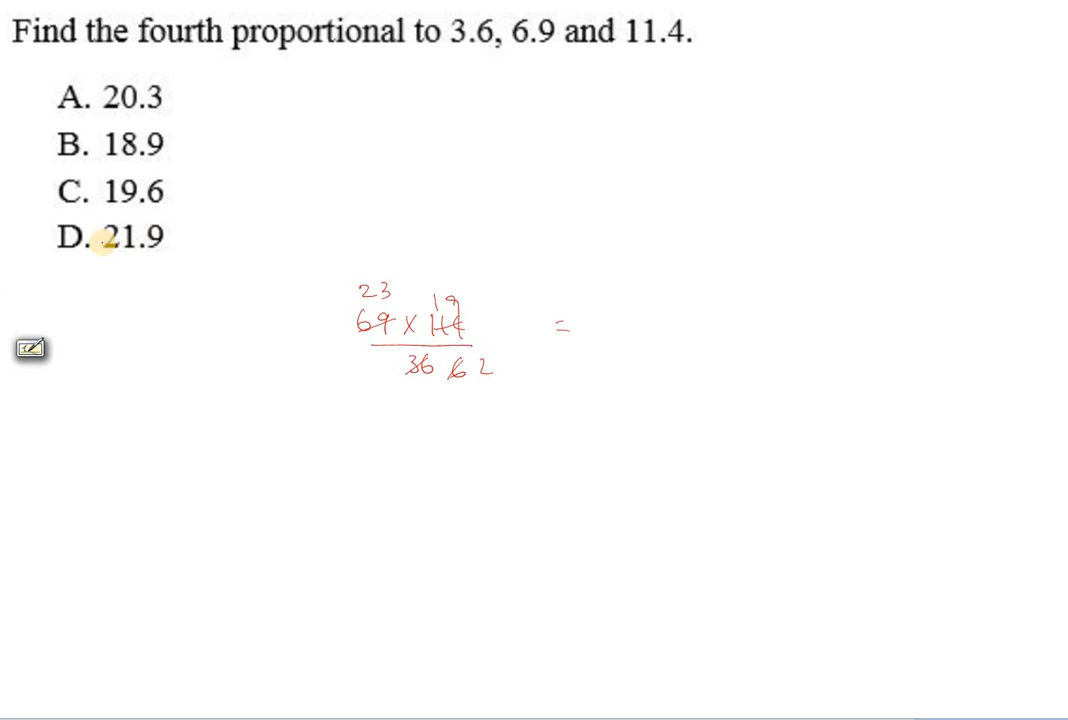 Find the fourth proportional to 3.6, 6.9 and 11.4.
A. 20.3
B. 18.9
C. 19.6
D. 21.9
23 19
69 x 114 =
36 6 2